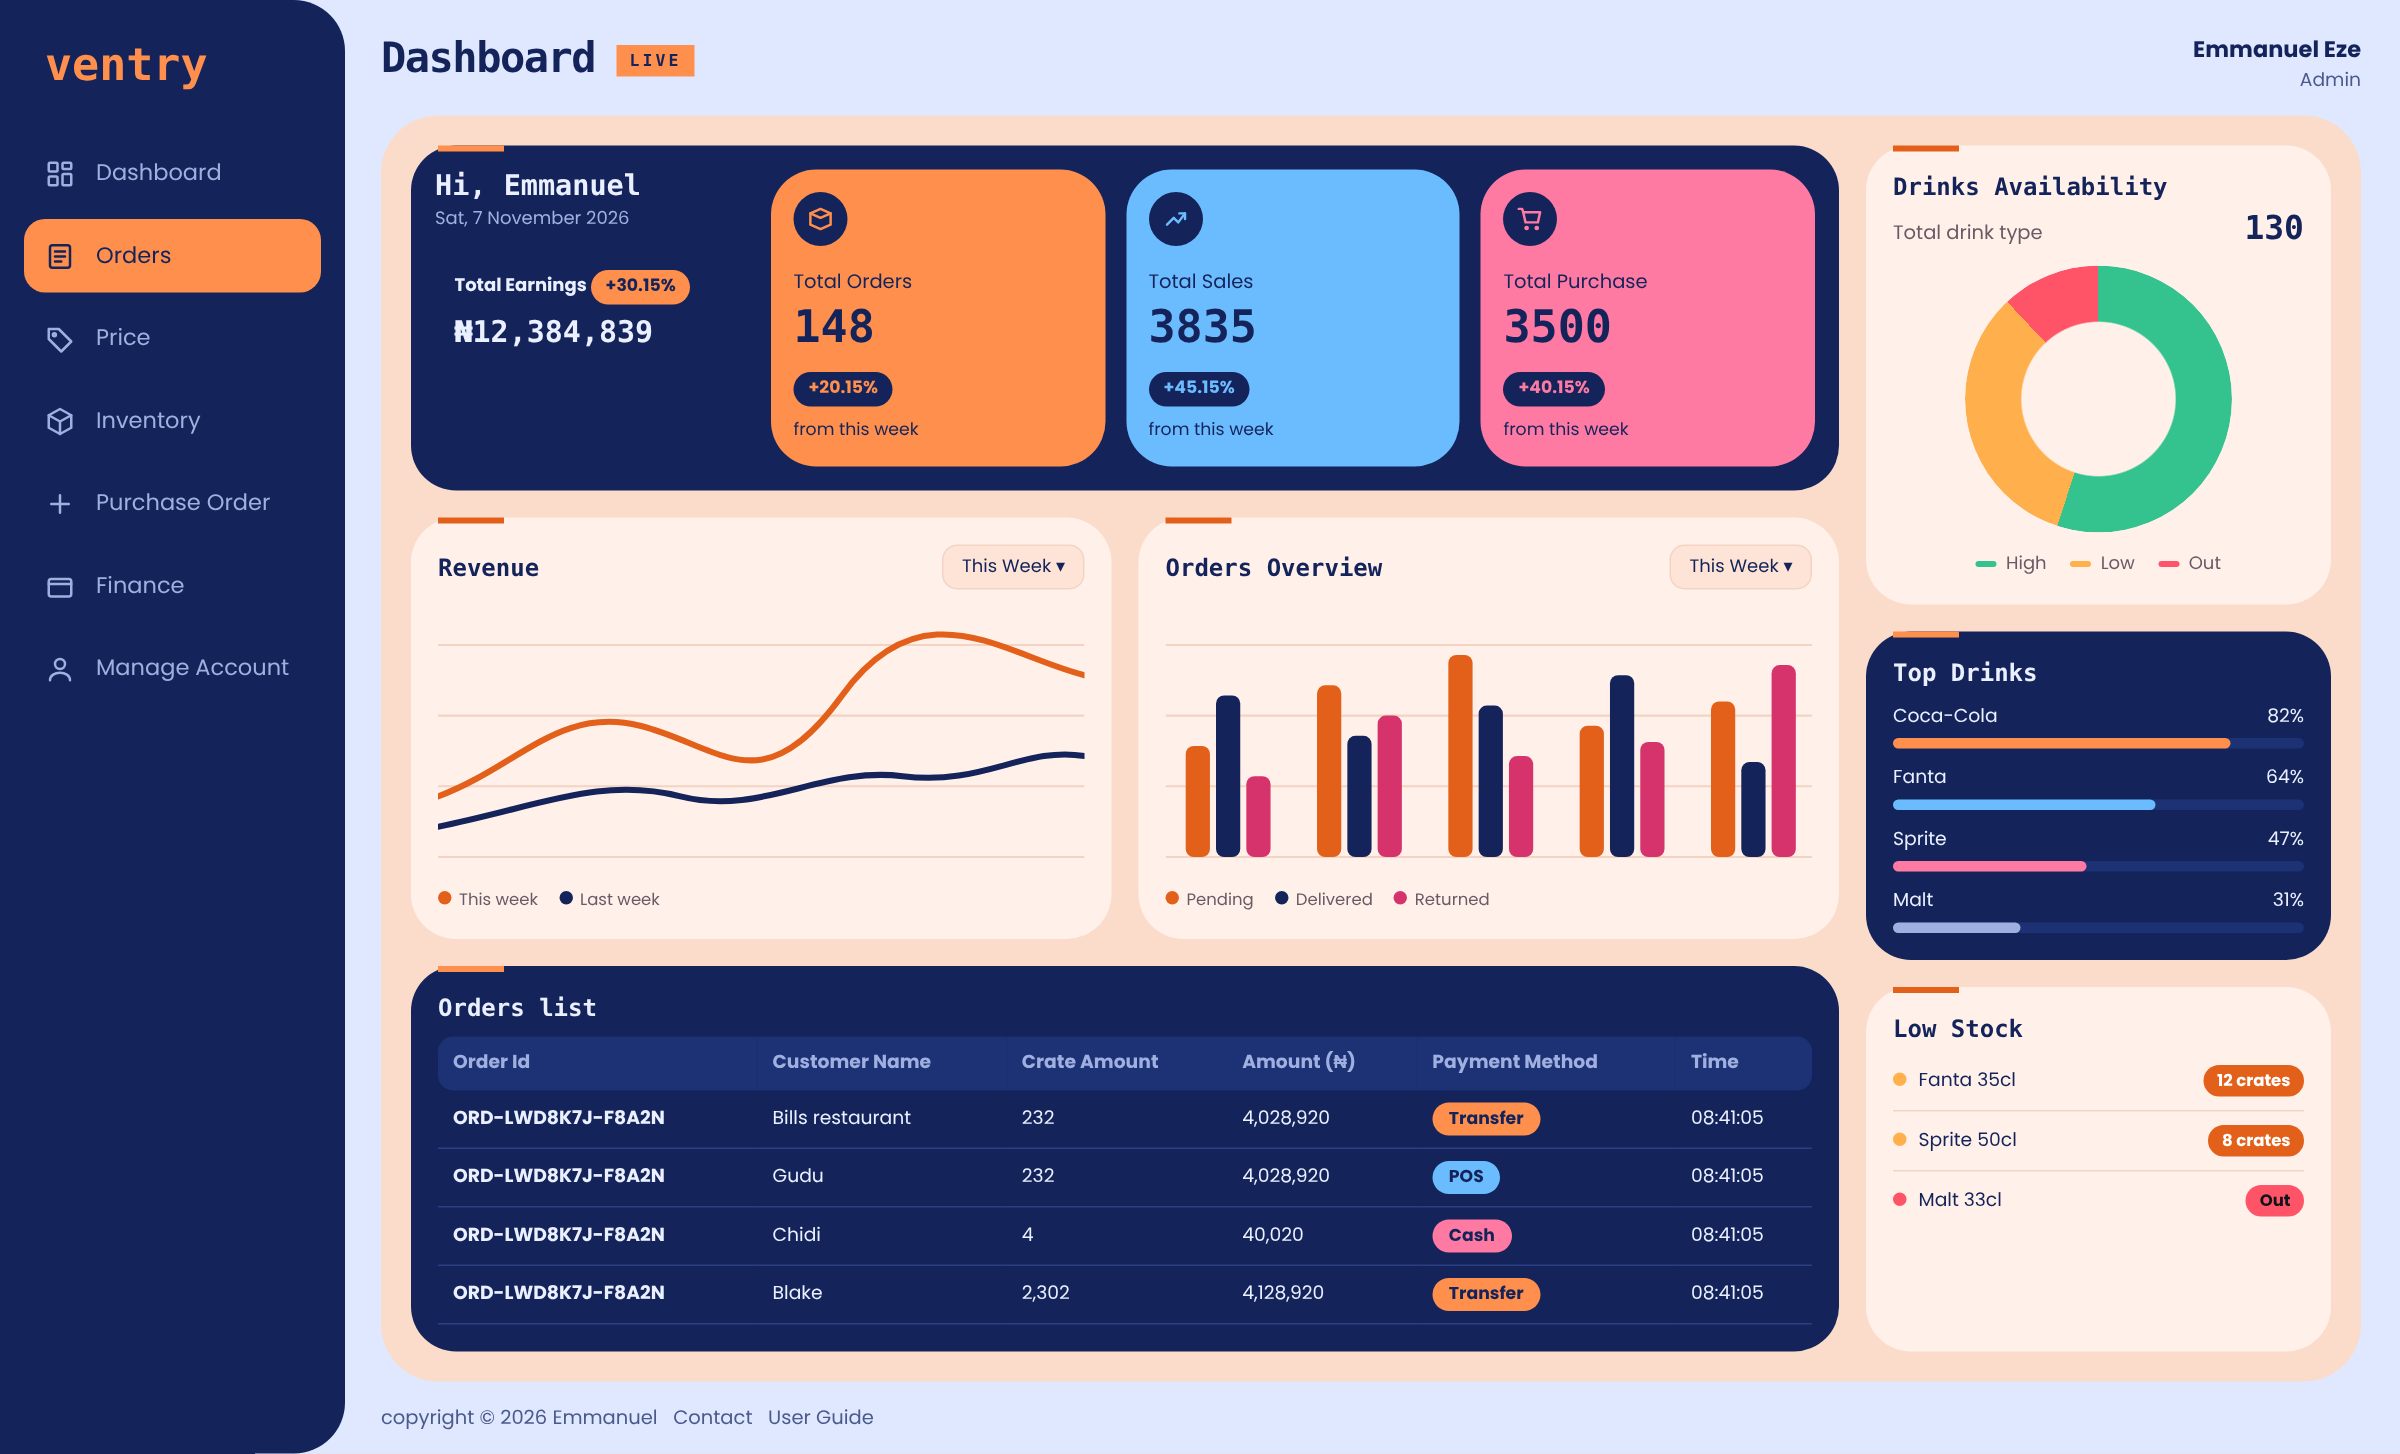 ventry
Dashboard
Orders
Price
Inventory
Purchase Order
Finance
Manage Account
Dashboard LIVE
Emmanuel Eze
Admin
Hi, Emmanuel
Sat, 7 November 2026
Total Earnings +30.15%
₦12,384,839
Total Orders
148
+20.15%
from this week
Total Sales
3835
+45.15%
from this week
Total Purchase
3500
+40.15%
from this week
Drinks Availability
Total drink type 130
High Low Out
Revenue This Week ▾
This week Last week
Orders Overview This Week ▾
Pending Delivered Returned
Top Drinks
Coca-Cola 82%
Fanta 64%
Sprite 47%
Malt 31%
Orders list
Order Id Customer Name Crate Amount Amount (₦) Payment Method Time
ORD-LWD8K7J-F8A2N Bills restaurant 232 4,028,920 Transfer 08:41:05
ORD-LWD8K7J-F8A2N Gudu 232 4,028,920 POS 08:41:05
ORD-LWD8K7J-F8A2N Chidi 4 40,020 Cash 08:41:05
ORD-LWD8K7J-F8A2N Blake 2,302 4,128,920 Transfer 08:41:05
Low Stock
Fanta 35cl 12 crates
Sprite 50cl 8 crates
Malt 33cl Out
copyright © 2026 Emmanuel Contact User Guide